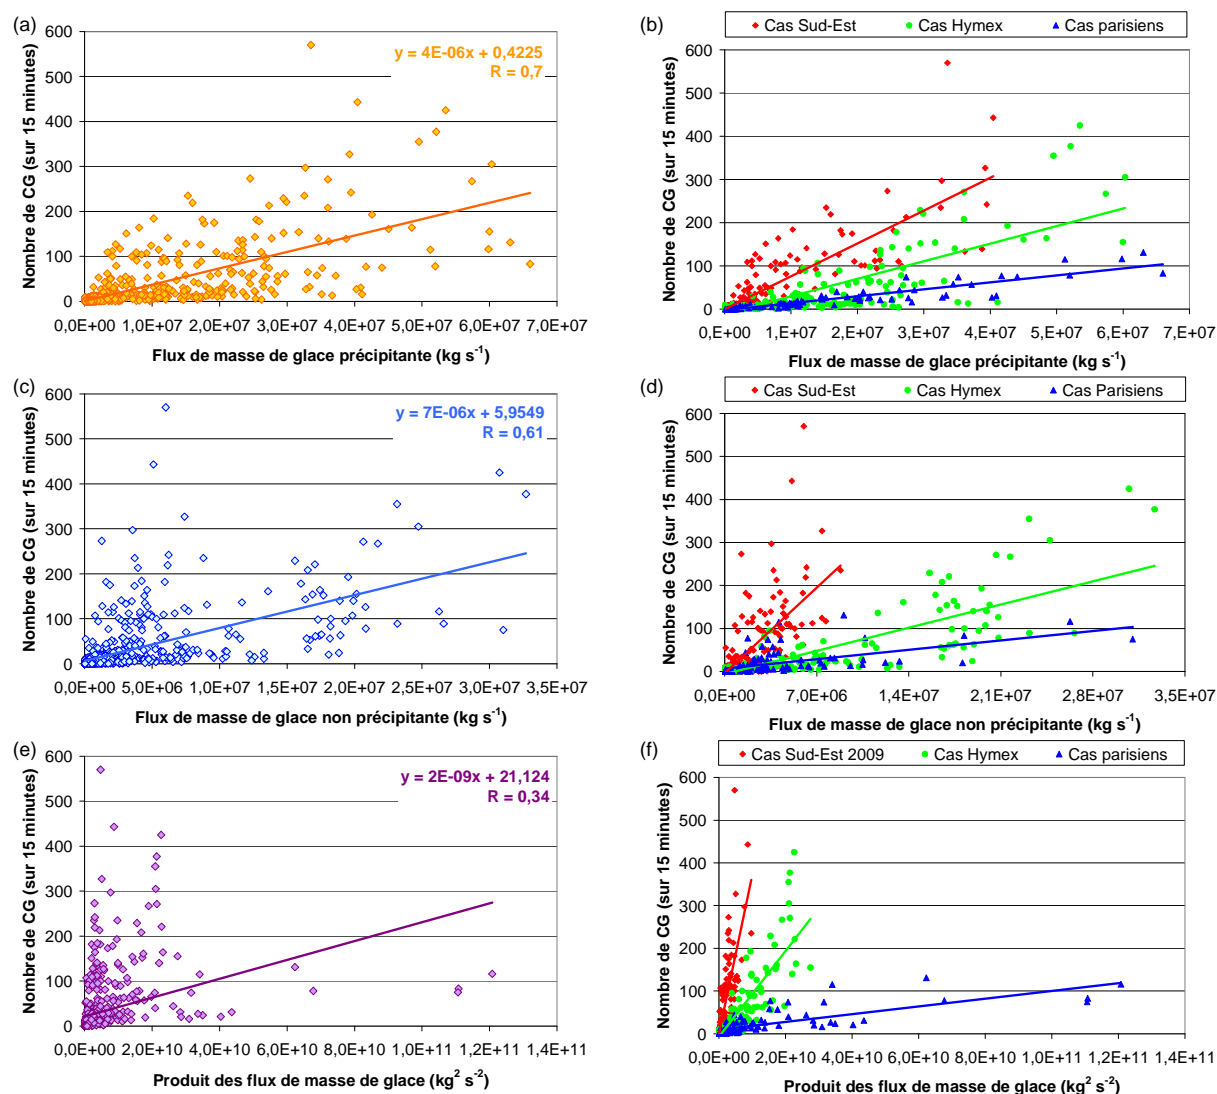 (a)
600
500
400
300
200
100
0
y = 4E-06x + 0,4225
R = 0,7
0,0E+00 1,0E+07 2,0E+07 3,0E+07 4,0E+07 5,0E+07 6,0E+07 7,0E+07
Nombre de CG (sur 15 minutes)
Flux de masse de glace précipitante (kg s-1)
(b)
Cas Sud-Est Cas Hymex Cas parisiens
600
500
400
300
200
100
0
0,E+00 1,E+07 2,E+07 3,E+07 4,E+07 5,E+07 6,E+07 7,E+07
Nombre de CG (sur 15 minutes)
Flux de masse de glace précipitante (kg s-1)
(c)
600
500
400
300
200
100
0
y = 7E-06x + 5,9549
R = 0,61
0,0E+00 5,0E+06 1,0E+07 1,5E+07 2,0E+07 2,5E+07 3,0E+07 3,5E+07
Nombre de CG (sur 15 minutes)
Flux de masse de glace non précipitante (kg s-1)
(d)
Cas Sud-Est Cas Hymex Cas Parisiens
600
500
400
300
200
100
0
0,0E+00 7,0E+06 1,4E+07 2,1E+07 2,8E+07 3,5E+07
Nombre de CG (sur 15 minutes)
Flux de masse de glace non précipitante (kg s-1)
(e)
600
500
400
300
200
100
0
y = 2E-09x + 21,124
R = 0,34
0,0E+00 2,0E+10 4,0E+10 6,0E+10 8,0E+10 1,0E+11 1,2E+11 1,4E+11
Nombre de CG (sur 15 minutes)
Produit des flux de masse de glace (kg2 s-2)
(f)
Cas Sud-Est 2009 Cas Hymex Cas parisiens
600
500
400
300
200
100
0
0,0E+00 2,0E+10 4,0E+10 6,0E+10 8,0E+10 1,0E+11 1,2E+11 1,4E+11
Nombre de CG (sur 15 minutes)
Produit des flux de masse de glace (kg2 s-2)